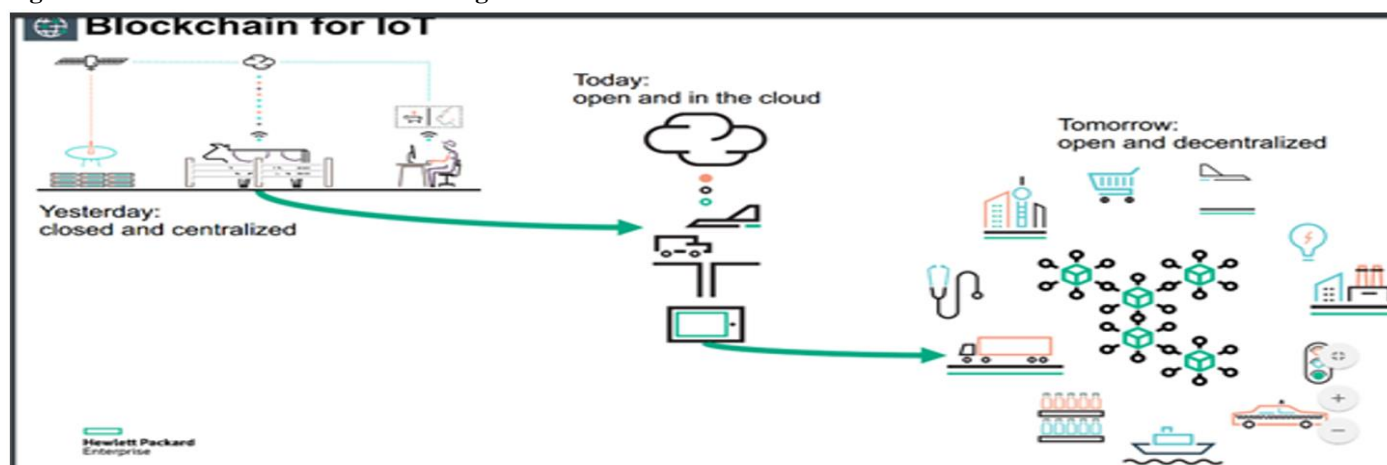 Blockchain for IoT
Today:
open and in the cloud
Tomorrow:
open and decentralized
Yesterday:
closed and centralized
Hewlett Packard
Enterprise